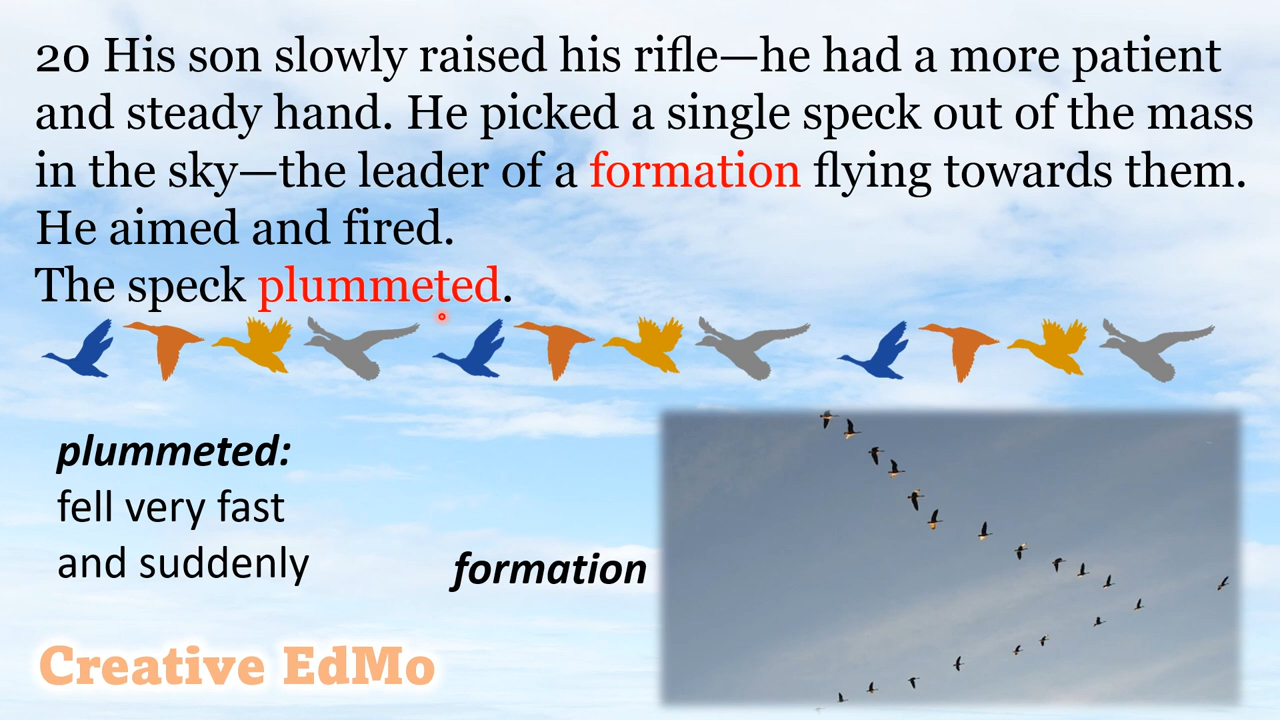 20 His son slowly raised his rifle—he had a more patient
and steady hand. He picked a single speck out of the mass
in the sky—the leader of a formation flying towards them.
He aimed and fired.
The speck plummeted.
plummeted:
fell very fast
and suddenly
formation
Creative EdMo